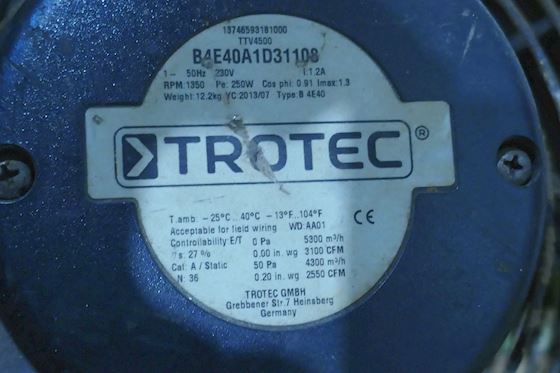 13746593181000
TTV4500
B4E40A1D31108
1~ 50Hz 230V I:1.2A
RPM:1350 Pe: 250W Cos phi: 0.91 Imax:1.3
Weight:12.2kg YC:2013/07 Type:B 4E40
TROTEC ®
T.amb. -25°C.. 40°C -13°F..104°F
Acceptable for field wiring WD:AA01 CE
Controllability E/T 0 Pa 5300 m³/h
s: 27% 0.00 in. wg 3100 CFM
Cat. A / Static 50 Pa 4300 m³/h
N: 36 0.20 in. wg 2550 CFM
TROTEC GMBH
Grebbener Str.7 Heinsberg
Germany